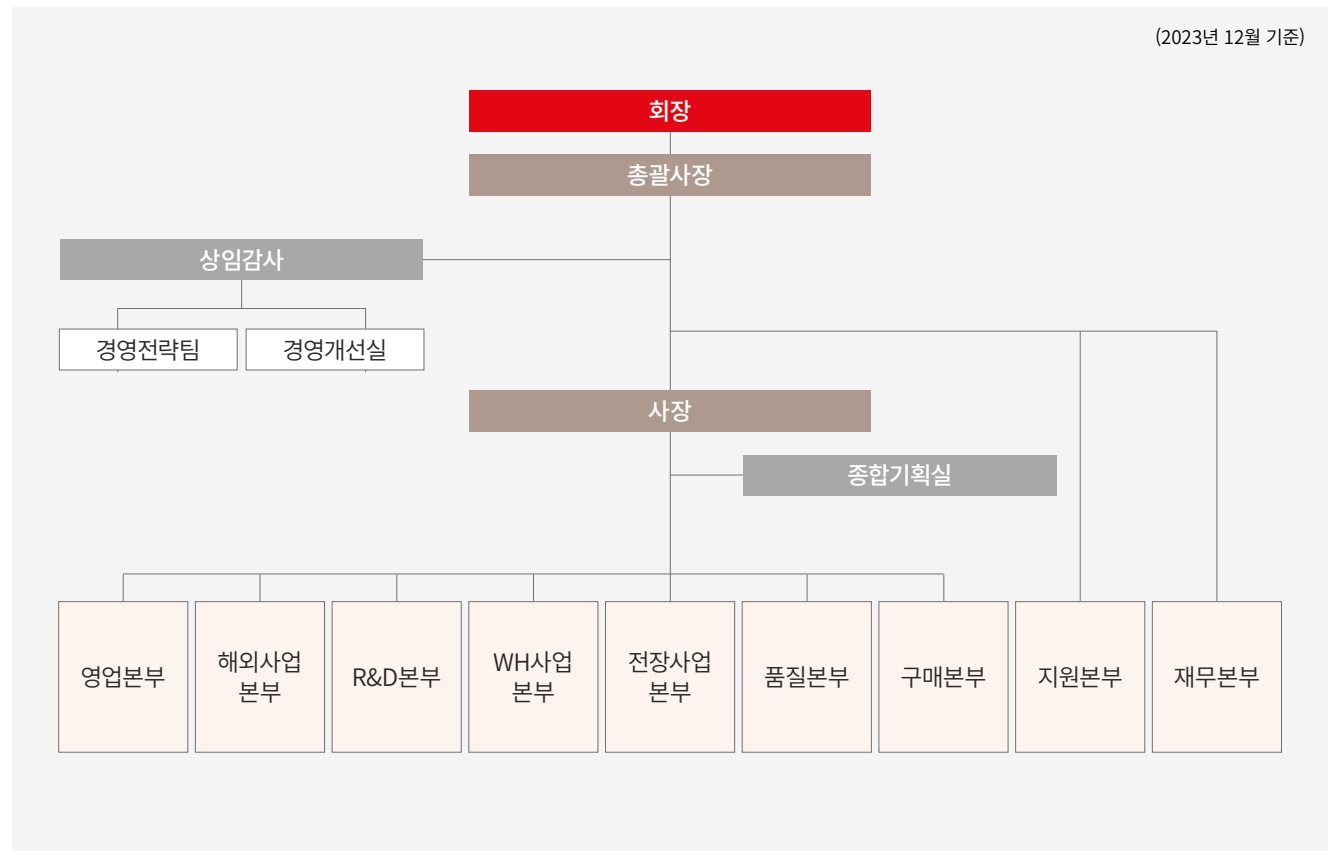 (2023년 12월 기준)
회장
총괄사장
상임감사
경영전략팀
경영개선실
사장
종합기획실
영업본부
해외사업
본부
R&D본부
WH사업
본부
전장사업
본부
품질본부
구매본부
지원본부
재무본부